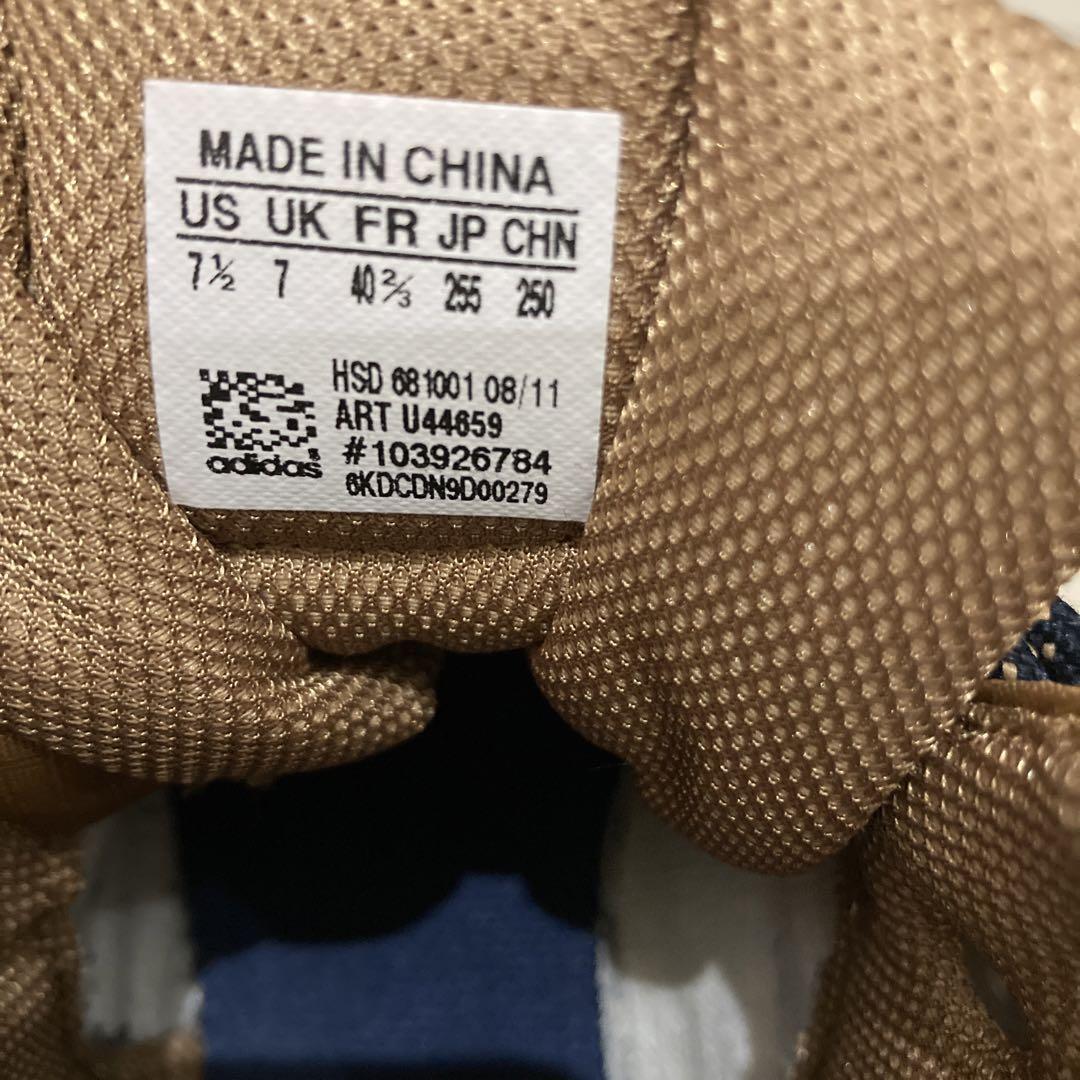 MADE IN CHINA
US UK FR JP CHN
7½ 7 40⅔ 255 250
HSD 681001 08/11
ART U44659
#103926784
6KDCDN9D00279
adidas